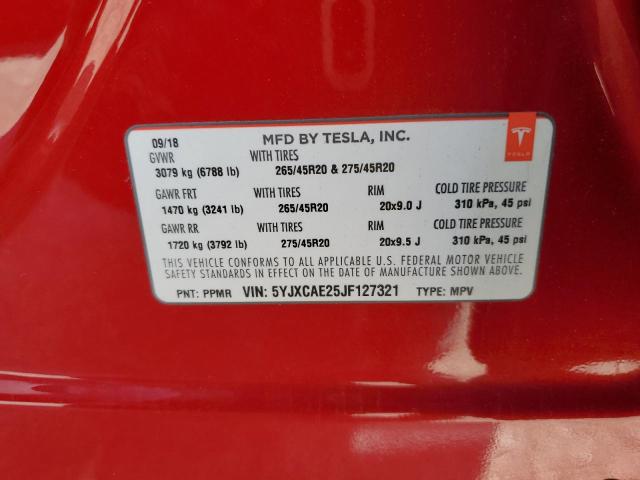 09/18 MFD BY TESLA, INC.
TESLA
GVWR WITH TIRES
3079 kg (6788 lb) 265/45R20 & 275/45R20
GAWR FRT WITH TIRES RIM COLD TIRE PRESSURE
1470 kg (3241 lb) 265/45R20 20x9.0 J 310 kPa, 45 psi
GAWR RR WITH TIRES RIM COLD TIRE PRESSURE
1720 kg (3792 lb) 275/45R20 20x9.5 J 310 kPa, 45 psi
THIS VEHICLE CONFORMS TO ALL APPLICABLE U.S. FEDERAL MOTOR VEHICLE
SAFETY STANDARDS IN EFFECT ON THE DATE OF MANUFACTURE SHOWN ABOVE.
PNT: PPMR VIN: 5YJXCAE25JF127321 TYPE: MPV